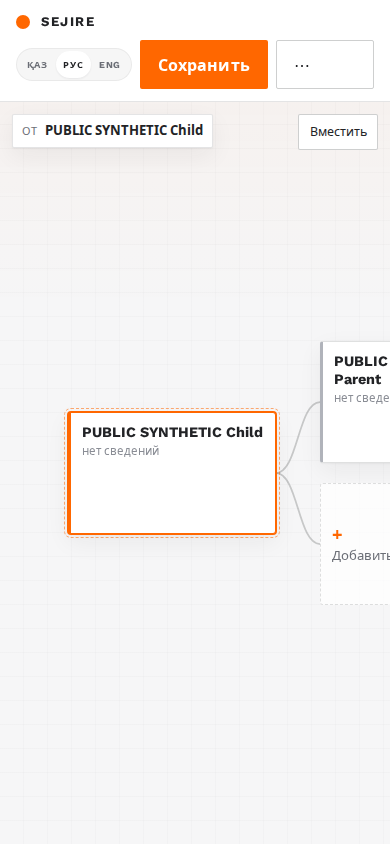 SEJIRE
ҚАЗ РУС ENG
Сохранить
...
ОТ PUBLIC SYNTHETIC Child
Вместить
PUBLIC
Parent
нет
PUBLIC SYNTHETIC Child
нет сведений
+
Добавить